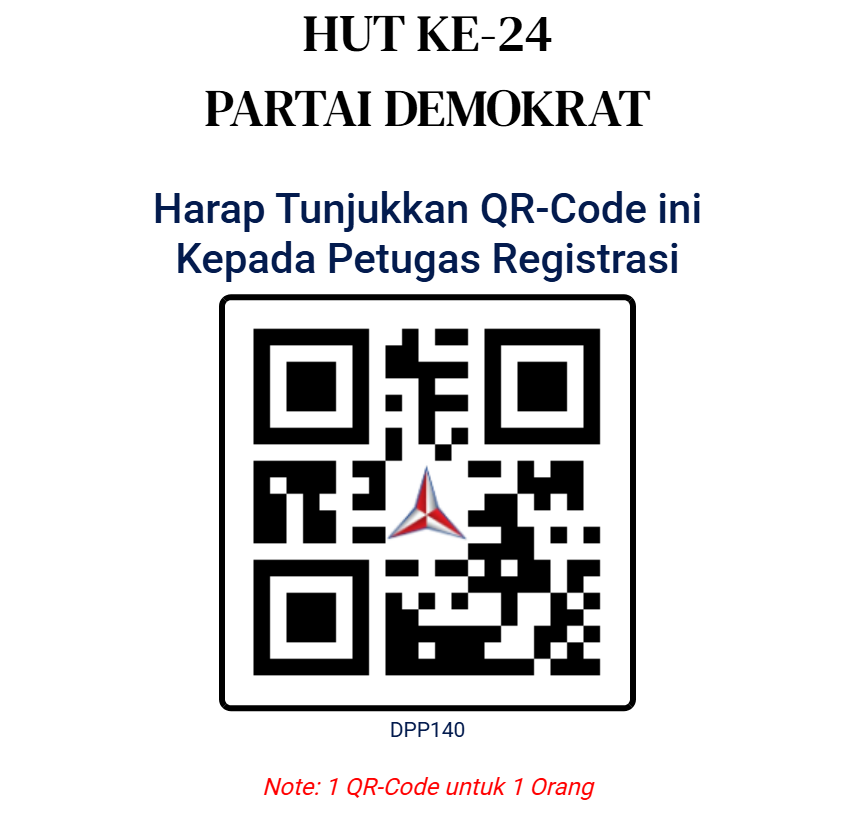 HUT KE-24
PARTAI DEMOKRAT
Harap Tunjukkan QR-Code ini
Kepada Petugas Registrasi
DPP140
Note: 1 QR-Code untuk 1 Orang